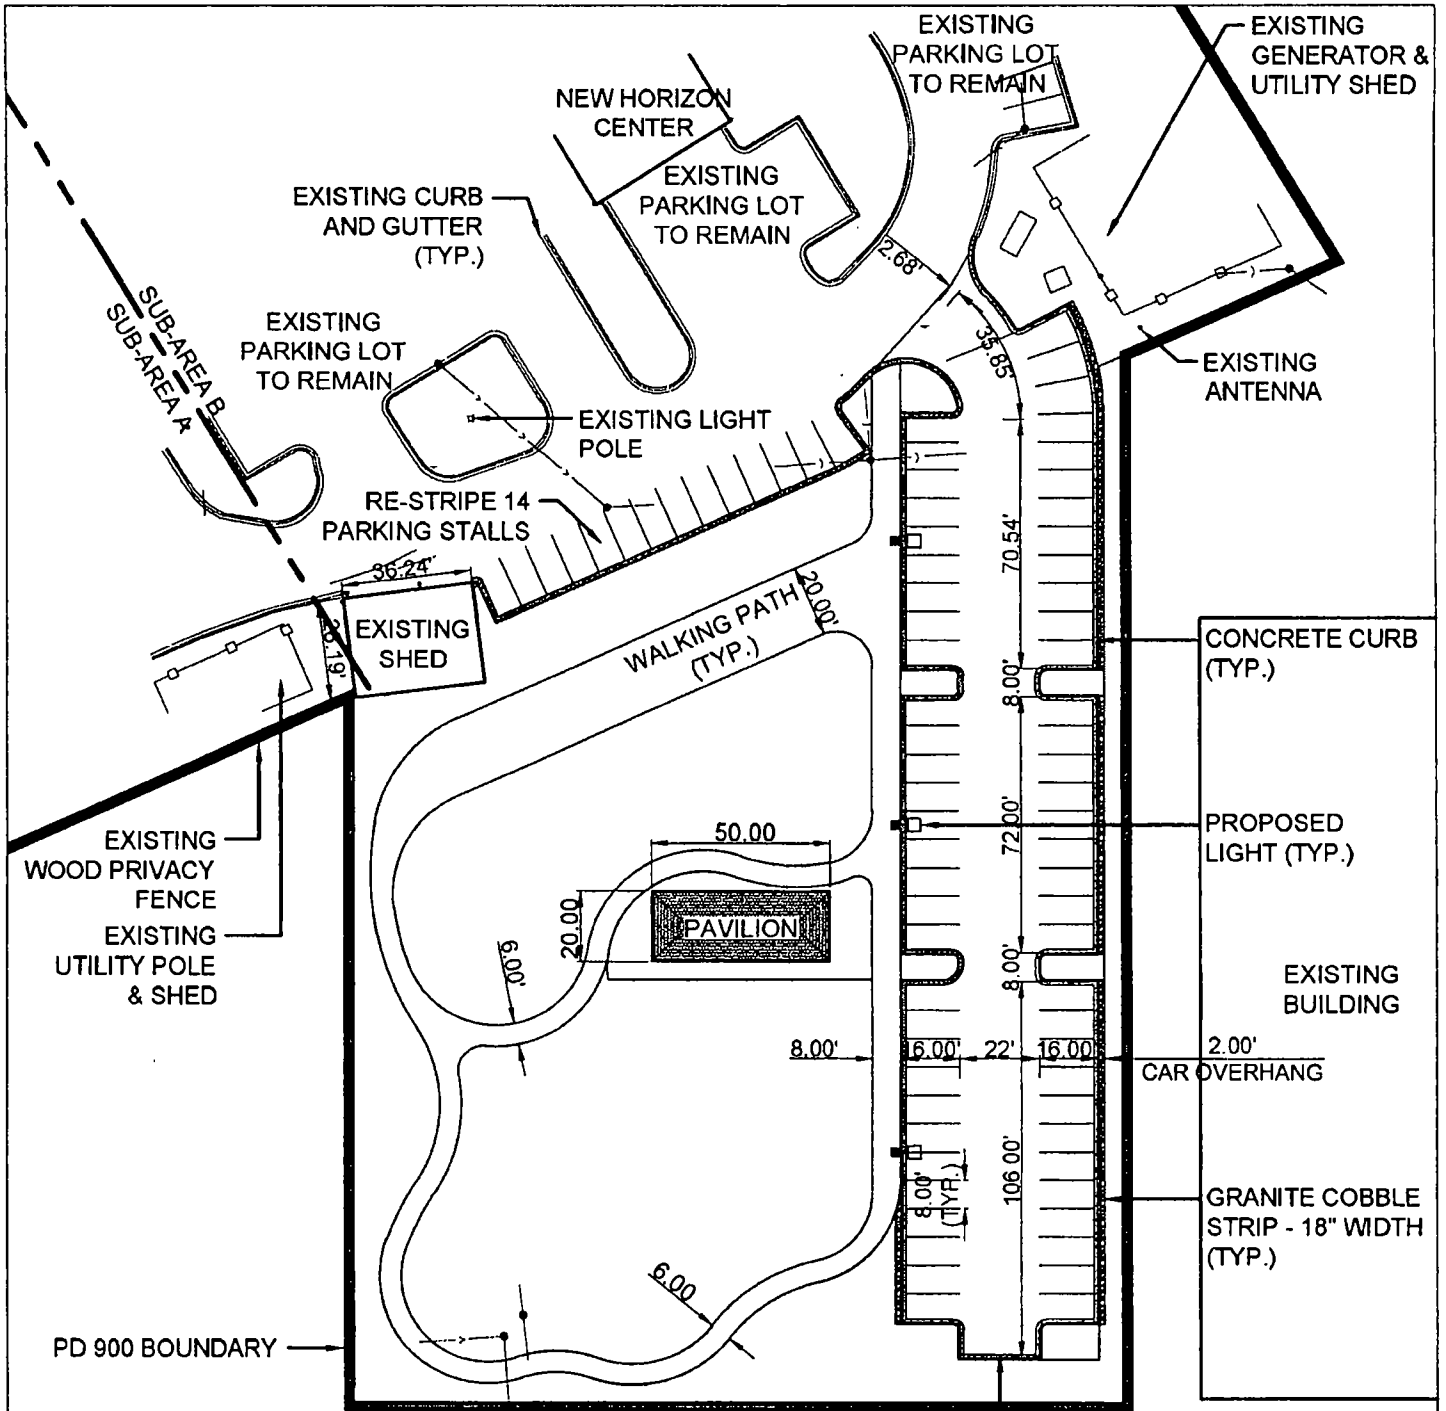 EXISTING
PARKING LOT
TO REMAIN
EXISTING
GENERATOR &
UTILITY SHED
NEW HORIZON
CENTER
EXISTING
PARKING LOT
TO REMAIN
EXISTING CURB
AND GUTTER
(TYP.)
2.68'
SUB-AREA B
SUB-AREA A
EXISTING
PARKING LOT
TO REMAIN
35.85'
EXISTING
ANTENNA
EXISTING LIGHT
POLE
RE-STRIPE 14
PARKING STALLS
70.54'
36.24'
20.00'
WALKING PATH
(TYP.)
EXISTING
SHED
26.19'
CONCRETE CURB
(TYP.)
8.00'
EXISTING
WOOD PRIVACY
FENCE
50.00
72.00'
PROPOSED
LIGHT (TYP.)
EXISTING
UTILITY POLE
& SHED
20.00
PAVILION
6.00'
8.00'
EXISTING
BUILDING
8.00'
16.00'
22'
16.00'
2.00'
CAR OVERHANG
106.00'
8.00'
(TYP.)
GRANITE COBBLE
STRIP - 18" WIDTH
(TYP.)
6.00
PD 900 BOUNDARY